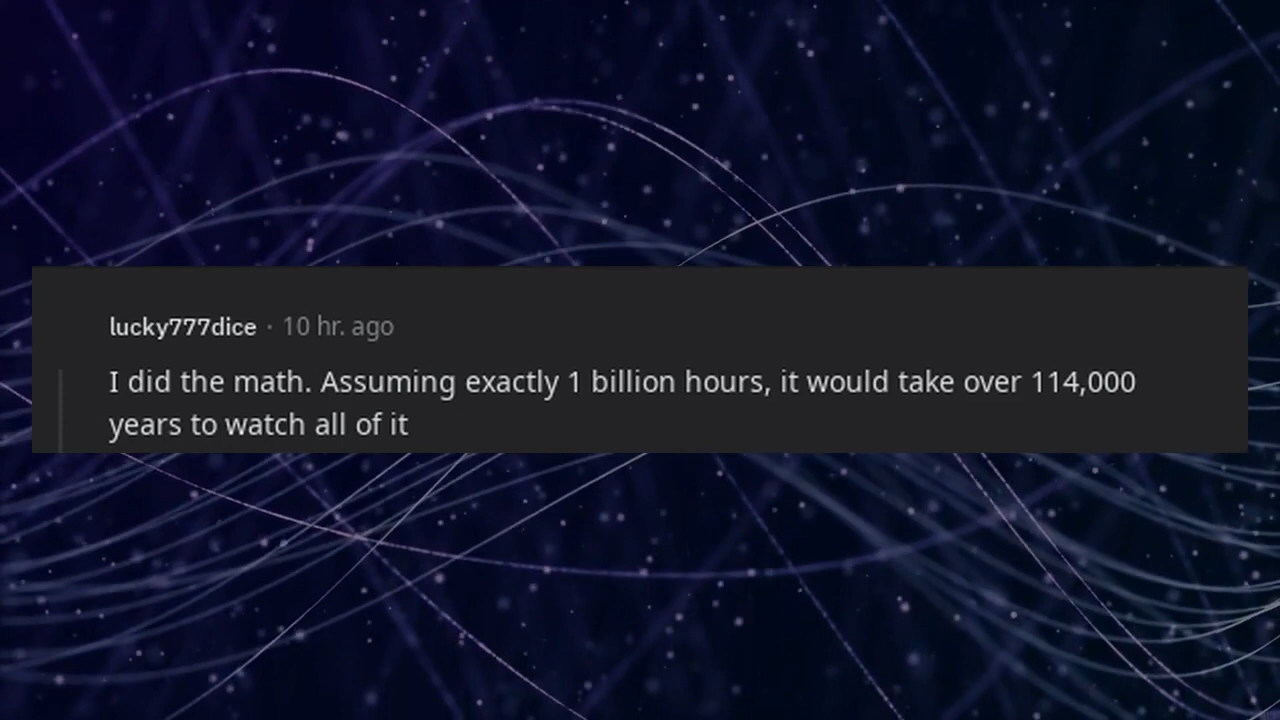 lucky777dice · 10 hr. ago
I did the math. Assuming exactly 1 billion hours, it would take over 114,000
years to watch all of it